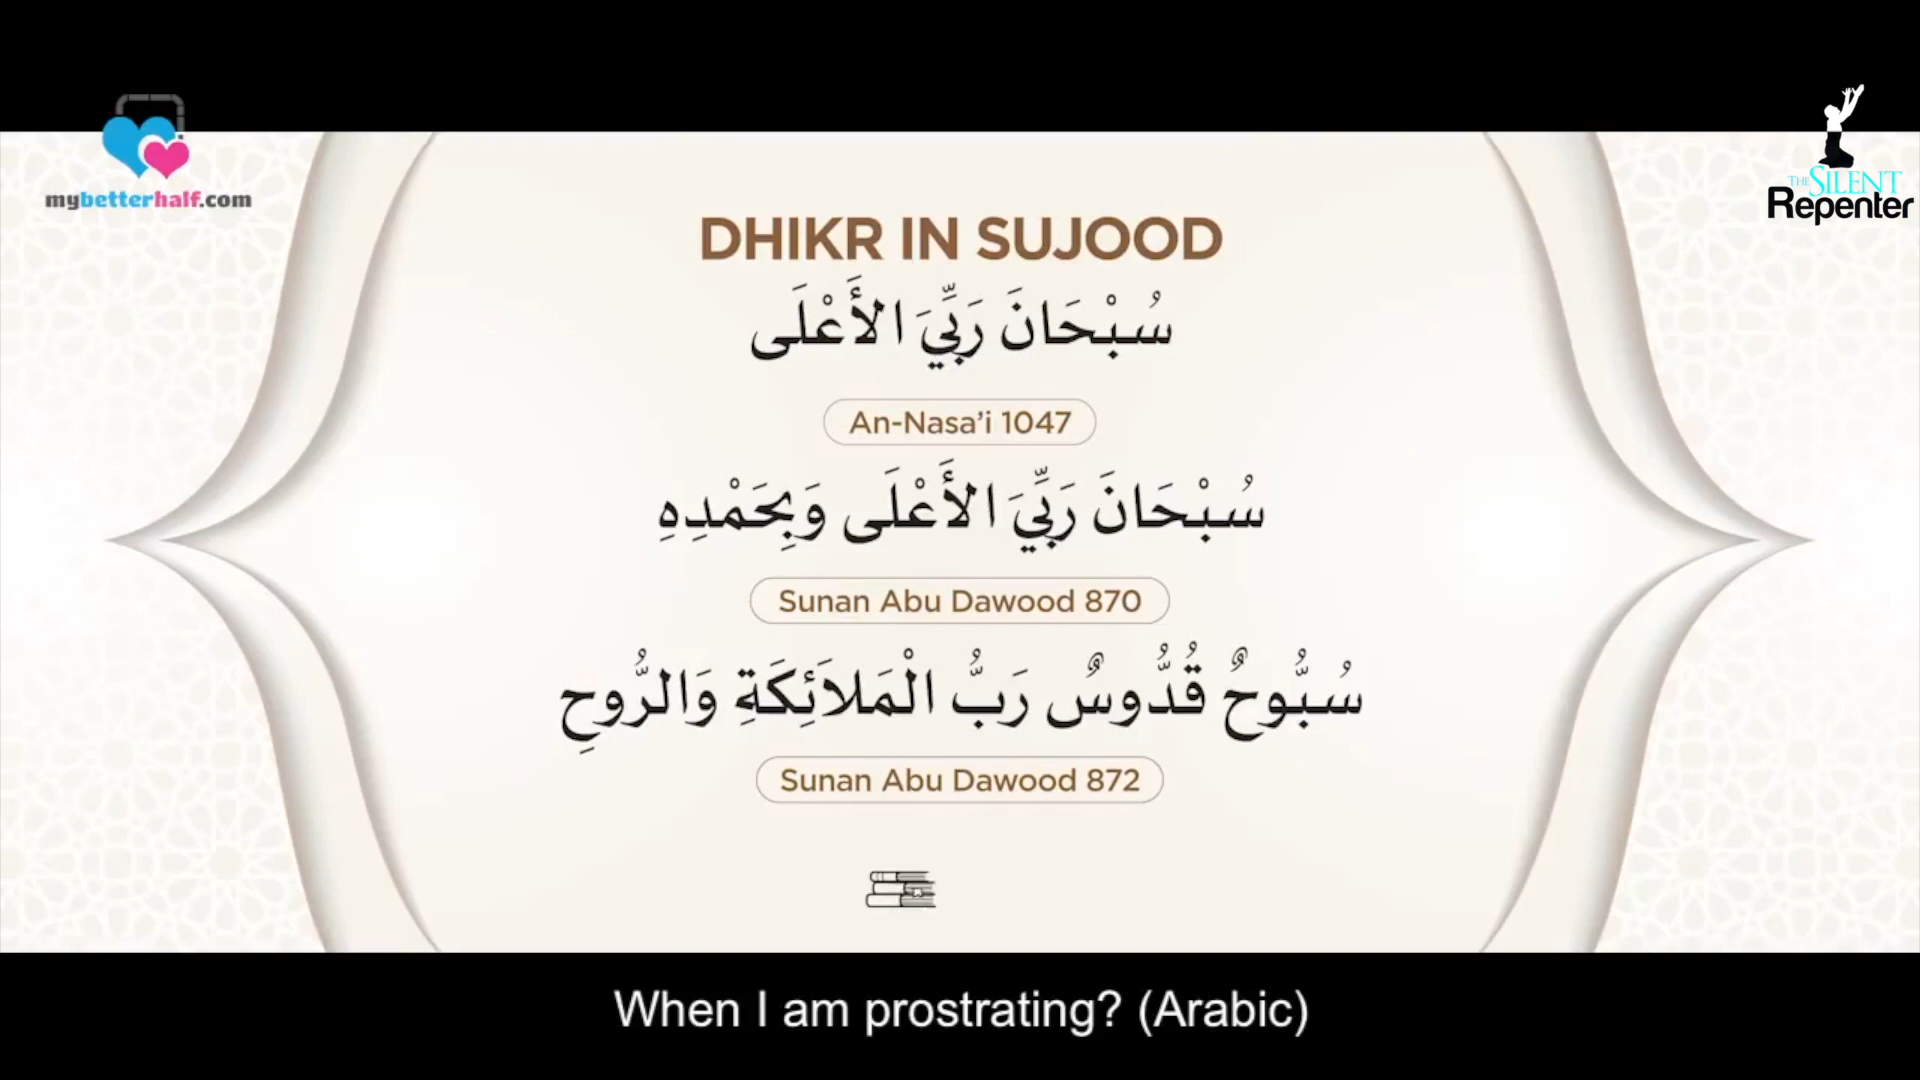 mybetterhalf.com
THE SILENT
Repenter
DHIKR IN SUJOOD
سُبْحَانَ رَبِّيَ الأَعْلَى
An-Nasa’i 1047
سُبْحَانَ رَبِّيَ الأَعْلَى وَبِحَمْدِهِ
Sunan Abu Dawood 870
سُبُّوحٌ قُدُّوسٌ رَبُّ الْمَلاَئِكَةِ وَالرُّوحِ
Sunan Abu Dawood 872
When I am prostrating? (Arabic)